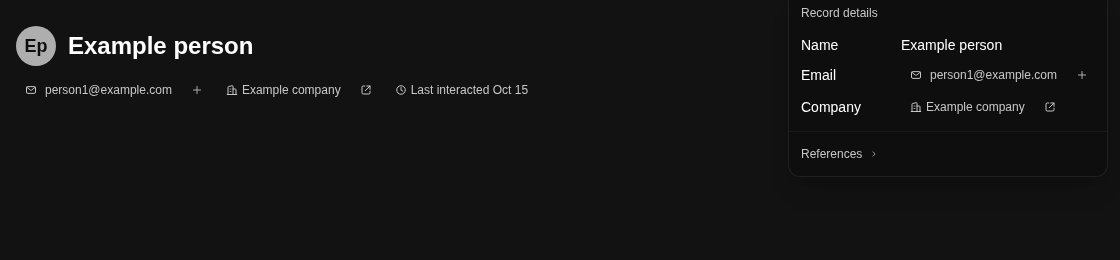 Ep
Example person
person1@example.com
Example company
Last interacted Oct 15
Record details
Name Example person
Email person1@example.com
Company Example company
References